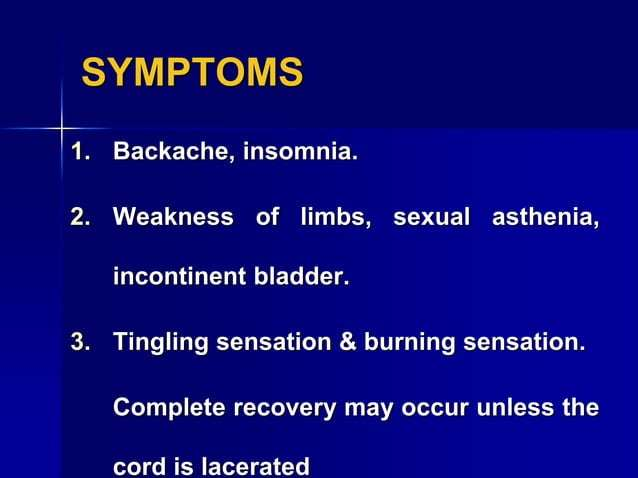 SYMPTOMS
1. Backache, insomnia.
2. Weakness of limbs, sexual asthenia,
incontinent bladder.
3. Tingling sensation & burning sensation.
Complete recovery may occur unless the
cord is lacerated